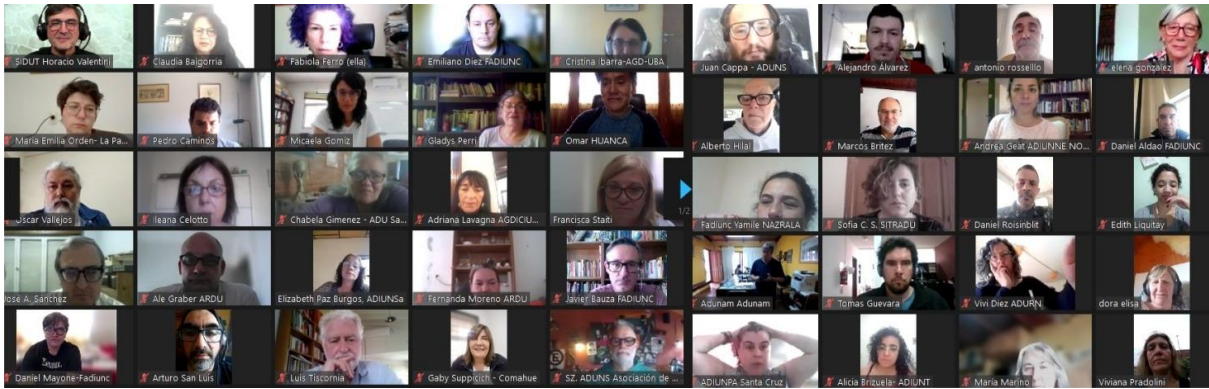 SIDUT Horacio Valentini
Claudia Baigorria
Fabiola Ferro (ella)
Emiliano Diez FADIUNC
Cristina Ibarra-AGD-UBA
Juan Cappa - ADUNS
Alejandro Álvarez
antonio rossello
elena gonzalez
María Emilia Orden- La Pa...
Pedro Caminos
Micaela Gomiz
Gladys Perri
Omar HUANCA
Alberto Hilal
Marcos Britez
Andrea Geat ADIUNNE NO...
Daniel Aldao FADIUNC
Oscar Vallejos
Ileana Celotto
Chabela Gimenez - ADU Sa...
Adriana Lavagna AGDICIU...
Francisca Staiti
1/2
Fadiunc Yamile NAZRALA
Sofia C. S. SITRADU
Daniel Roisinblit
Edith Liquitay
José A. Sánchez
Ale Graber ARDU
Elizabeth Paz Burgos, ADIUNSa
Fernanda Moreno ARDU
Javier Bauza FADIUNC
Adunam Adunam
Tomas Guevara
Vivi Diez ADURN
dora elisa
Daniel Mayone-Fadiunc
Arturo San Luis
Luis Tiscornia
Gaby Suppicich - Comahue
SZ. ADUNS Asociación de ...
ADIUNPA Santa Cruz
Alicia Brizuela- ADIUNT
María Marino
Viviana Pradolini